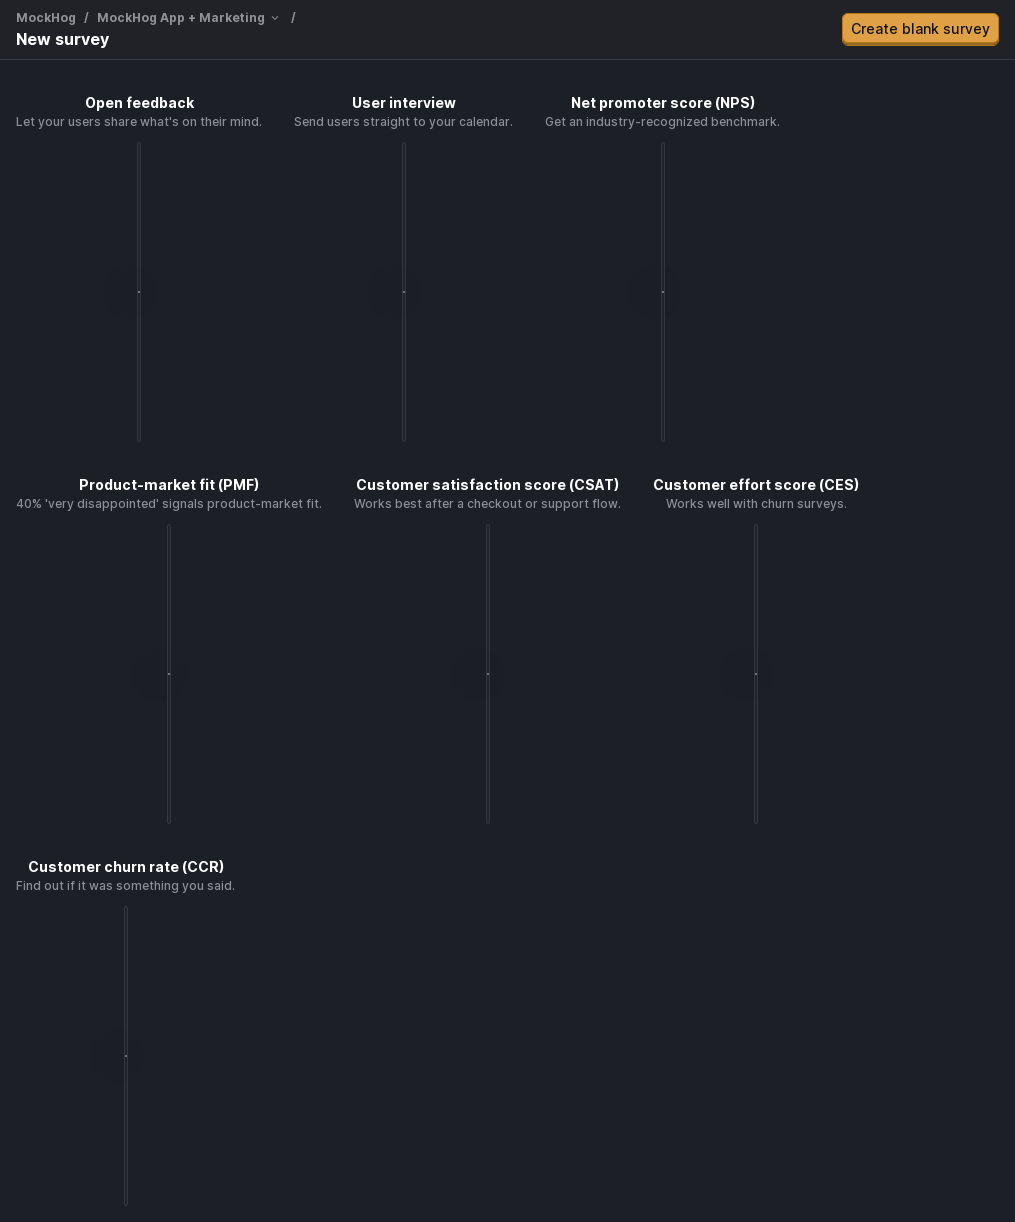 MockHog / MockHog App + Marketing /
New survey
Create blank survey
Open feedback
Let your users share what's on their mind.
User interview
Send users straight to your calendar.
Net promoter score (NPS)
Get an industry-recognized benchmark.
Product-market fit (PMF)
40% 'very disappointed' signals product-market fit.
Customer satisfaction score (CSAT)
Works best after a checkout or support flow.
Customer effort score (CES)
Works well with churn surveys.
Customer churn rate (CCR)
Find out if it was something you said.